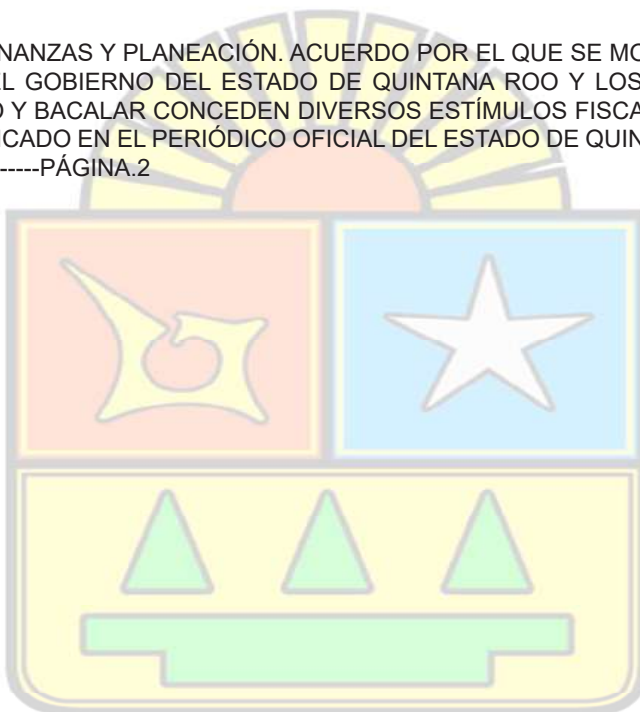 NANZAS Y PLANEACIÓN. ACUERDO POR EL QUE SE MO
EL GOBIERNO DEL ESTADO DE QUINTANA ROO Y LOS
O Y BACALAR CONCEDEN DIVERSOS ESTÍMULOS FISCA
ICADO EN EL PERIÓDICO OFICIAL DEL ESTADO DE QUIN
-----PÁGINA.2